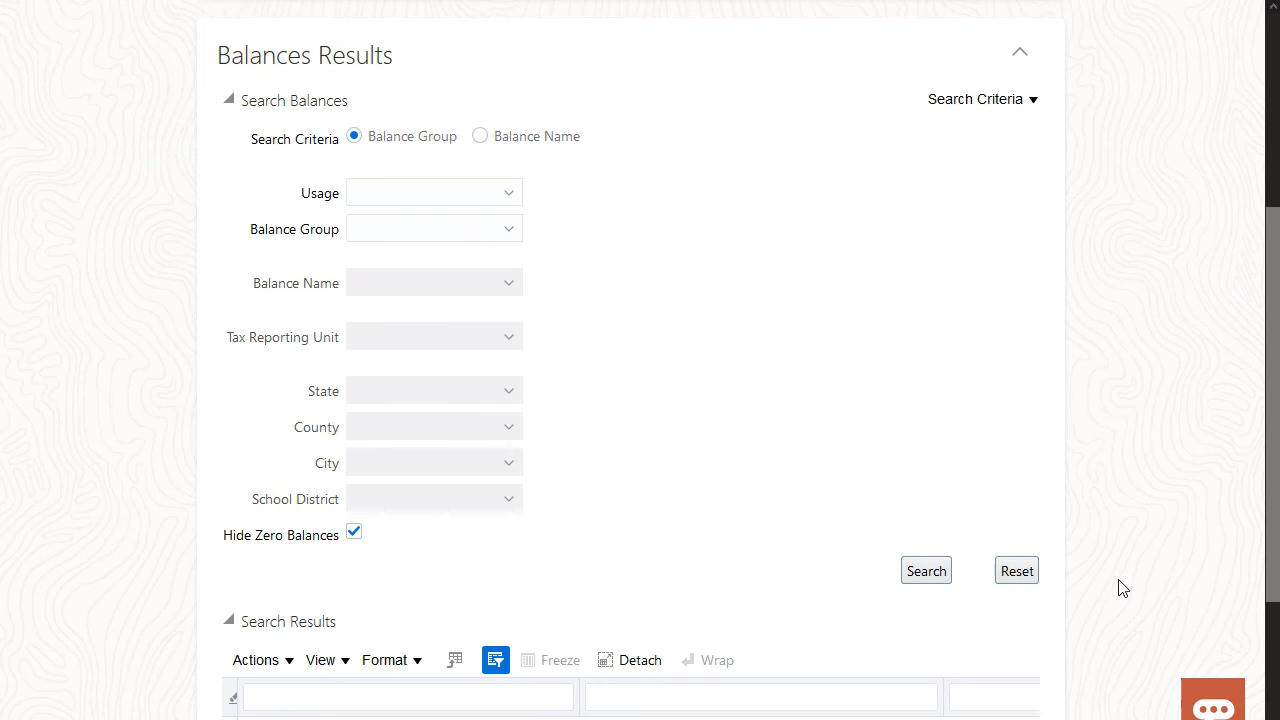 Balances Results
Search Balances
Search Criteria
Search Criteria Balance Group Balance Name
Usage
Balance Group
Balance Name
Tax Reporting Unit
State
County
City
School District
Hide Zero Balances
Search Reset
Search Results
Actions View Format Freeze Detach Wrap